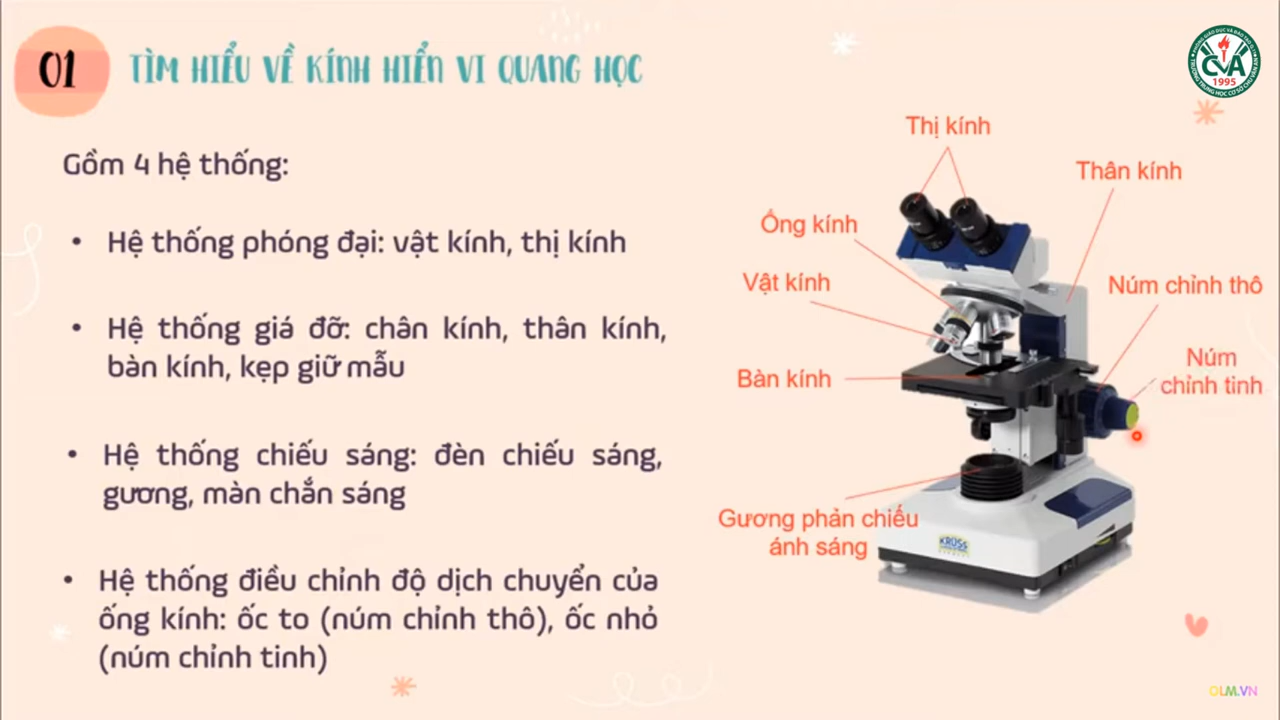 01 TÌM HIỂU VỀ KÍNH HIỂN VI QUANG HỌC
CVA
1995
Gồm 4 hệ thống:
• Hệ thống phóng đại: vật kính, thị kính
• Hệ thống giá đỡ: chân kính, thân kính,
bàn kính, kẹp giữ mẫu
• Hệ thống chiếu sáng: đèn chiếu sáng,
gương, màn chắn sáng
• Hệ thống điều chỉnh độ dịch chuyển của
ống kính: ốc to (núm chỉnh thô), ốc nhỏ
(núm chỉnh tinh)
Thị kính
Thân kính
Ống kính
Vật kính
Núm chỉnh thô
Núm
chỉnh tinh
Bàn kính
Gương phản chiếu
ánh sáng
KRÜSS
OLM.VN